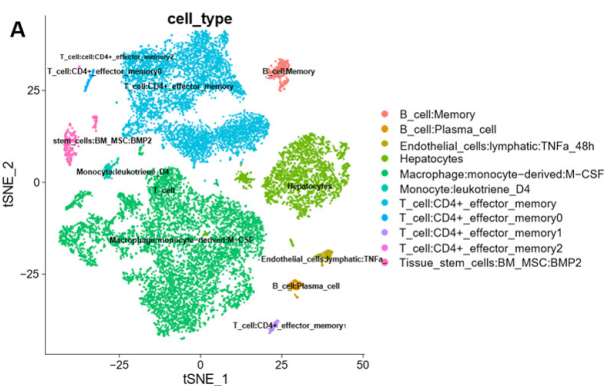 A
cell_type
T_cell:cell:CD4+_effector_memory2
T_cell:CD4+_effector_memory0
B_cell:Memory
T_cell:CD4+_effector_memory
stem_cells:BM_MSC:BMP2
Monocyte:leukotriene_D4
T_cell
Hepatocytes
Macrophage:monocyte-derived:M-CSF
Endothelial_cells:lymphatic:TNFa
B_cell:Plasma_cell
T_cell:CD4+_effector_memory1
25
0
−25
tSNE_2
−25
0
25
50
tSNE_1
B_cell:Memory
B_cell:Plasma_cell
Endothelial_cells:lymphatic:TNFa_48h
Hepatocytes
Macrophage:monocyte-derived:M-CSF
Monocyte:leukotriene_D4
T_cell:CD4+_effector_memory
T_cell:CD4+_effector_memory0
T_cell:CD4+_effector_memory1
T_cell:CD4+_effector_memory2
Tissue_stem_cells:BM_MSC:BMP2